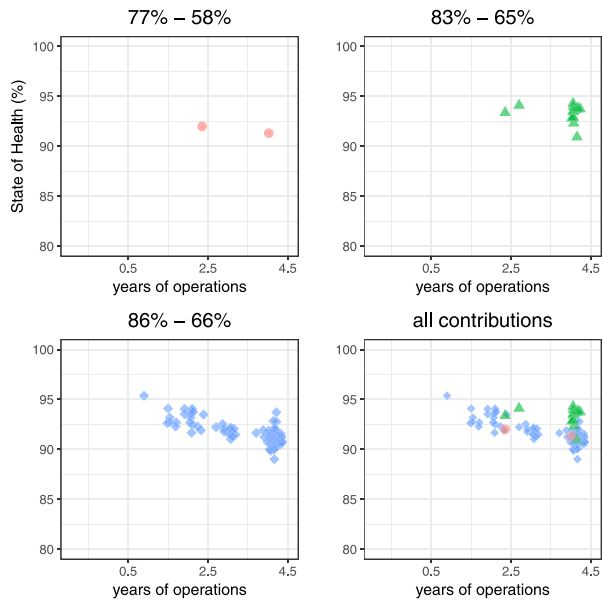 77% – 58%
83% – 65%
State of Health (%)
100
95
90
85
80
0.5 2.5 4.5
years of operations
100
95
90
85
80
0.5 2.5 4.5
years of operations
86% – 66%
all contributions
100
95
90
85
80
0.5 2.5 4.5
years of operations
100
95
90
85
80
0.5 2.5 4.5
years of operations